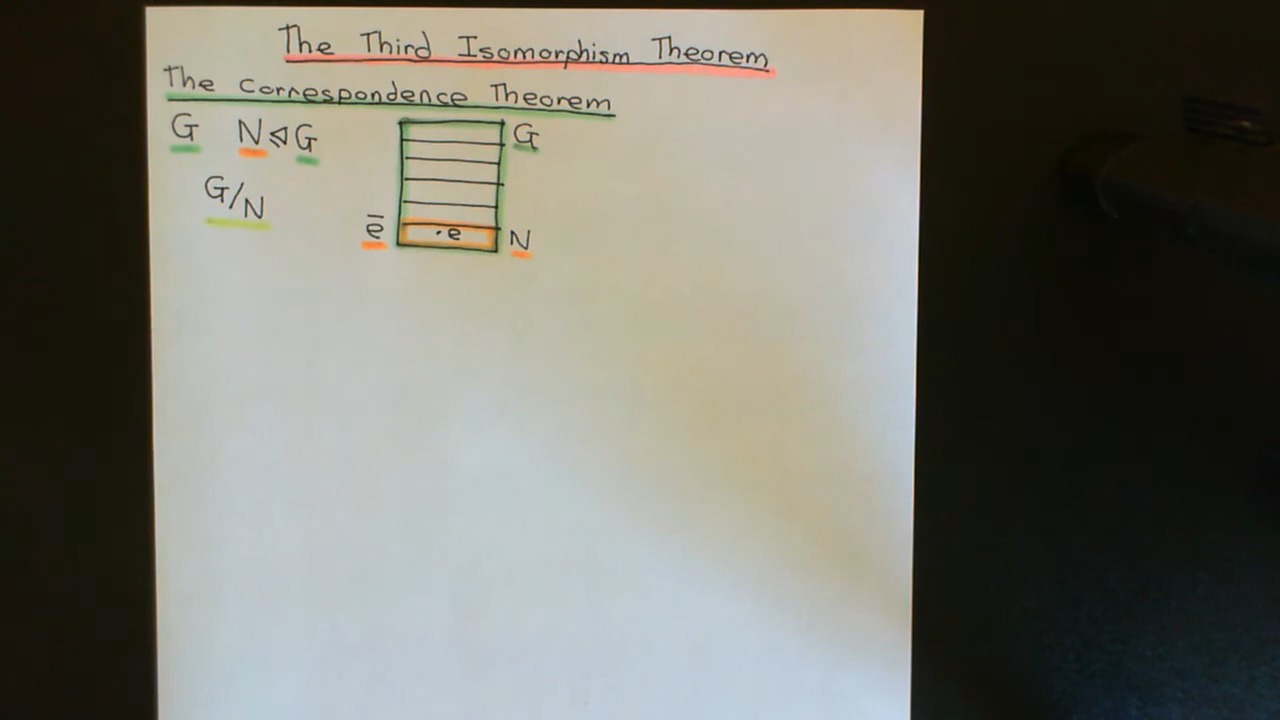 The Third Isomorphism Theorem
The Correspondence Theorem
G N ⊲ G
G
G/N
e̅ · e N